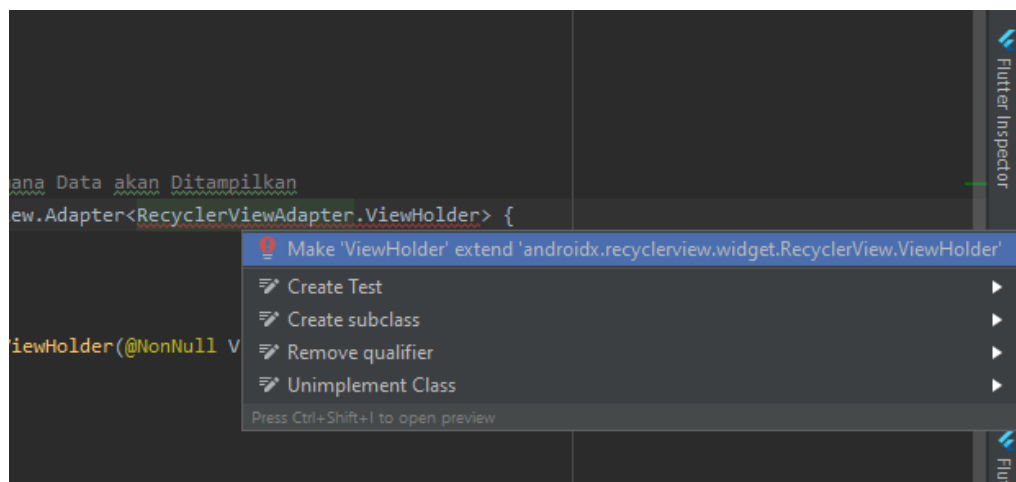 Flutter Inspector
ana Data akan Ditampilkan
ew.Adapter<RecyclerViewAdapter.ViewHolder> {
Make 'ViewHolder' extend 'androidx.recyclerview.widget.RecyclerView.ViewHolder'
Create Test
Create subclass
iewHolder(@NonNull V
Remove qualifier
Unimplement Class
Press Ctrl+Shift+I to open preview
Flu